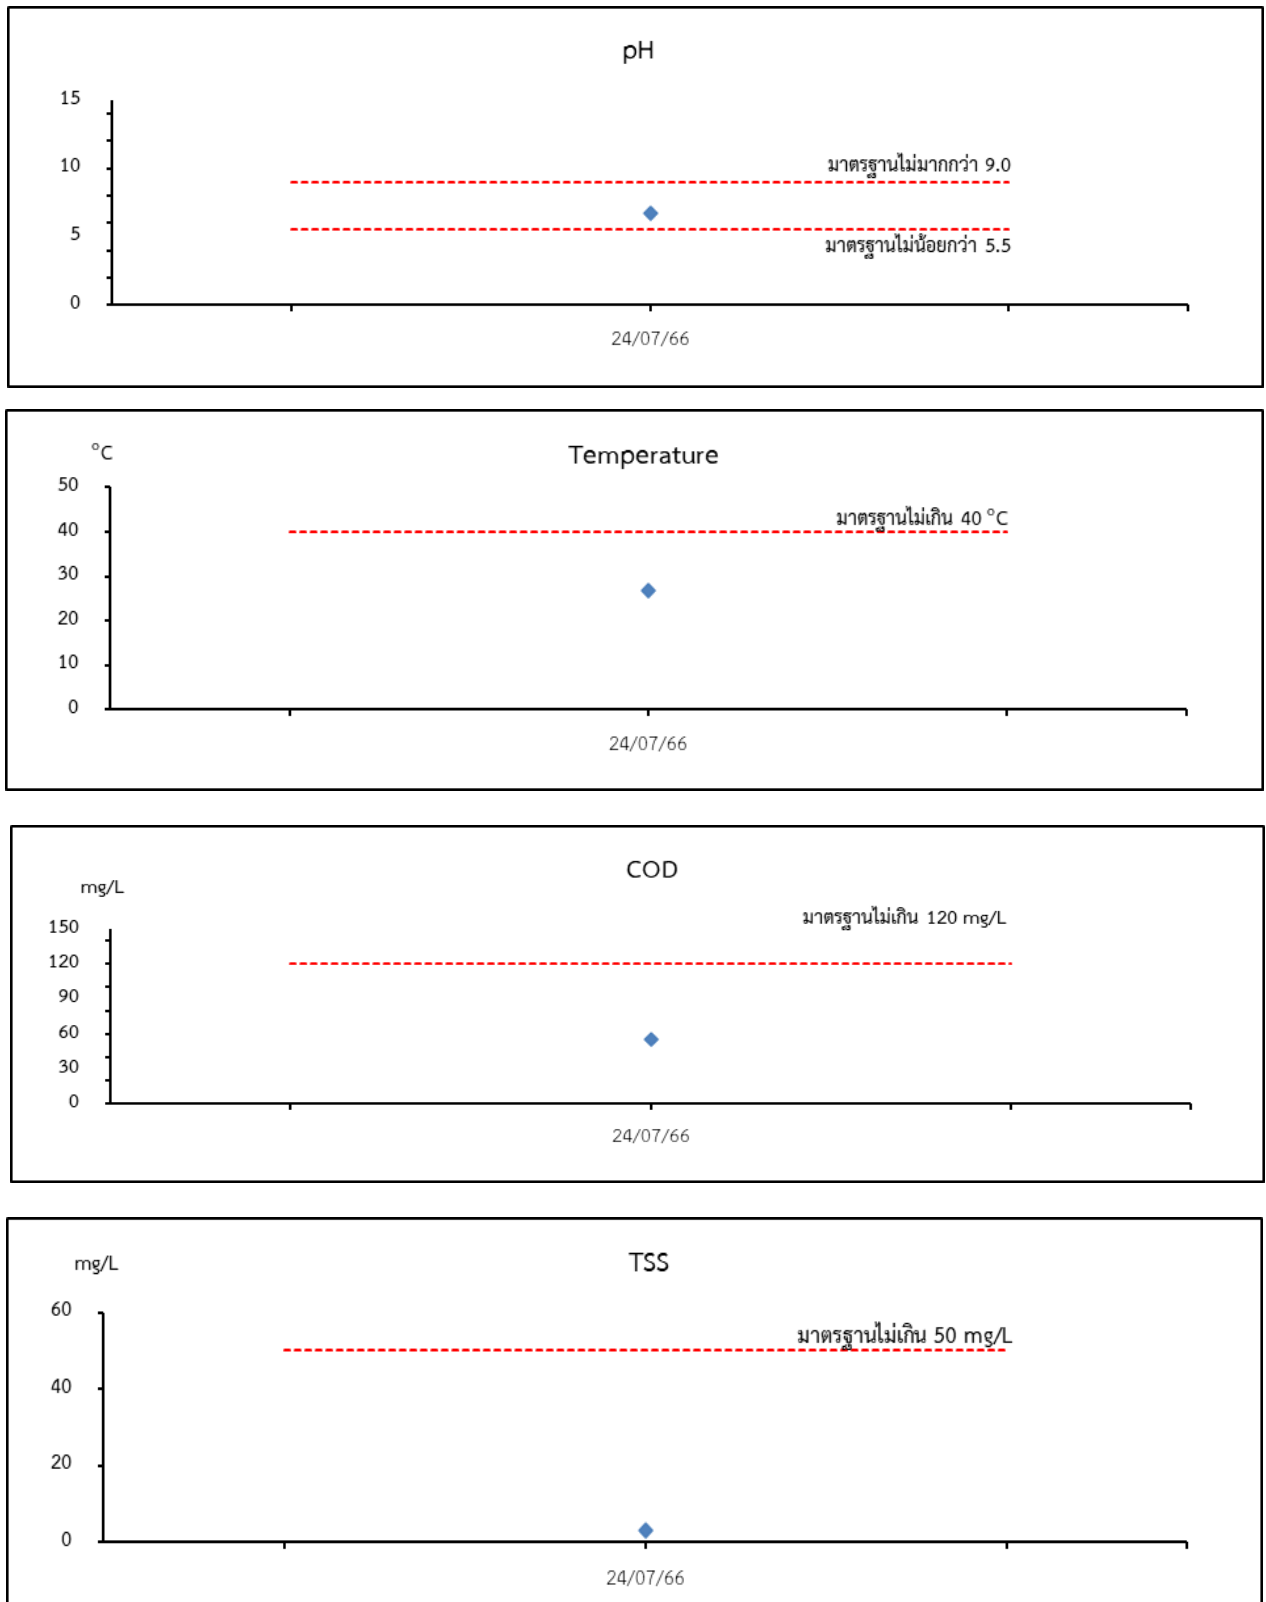 pH
15
10
5
0
มาตรฐานไม่มากกว่า 9.0
มาตรฐานไม่น้อยกว่า 5.5
24/07/66
°C
Temperature
50
40
30
20
10
0
มาตรฐานไม่เกิน 40 °C
24/07/66
COD
mg/L
150
120
90
60
30
0
มาตรฐานไม่เกิน 120 mg/L
24/07/66
mg/L
TSS
60
40
20
0
มาตรฐานไม่เกิน 50 mg/L
24/07/66